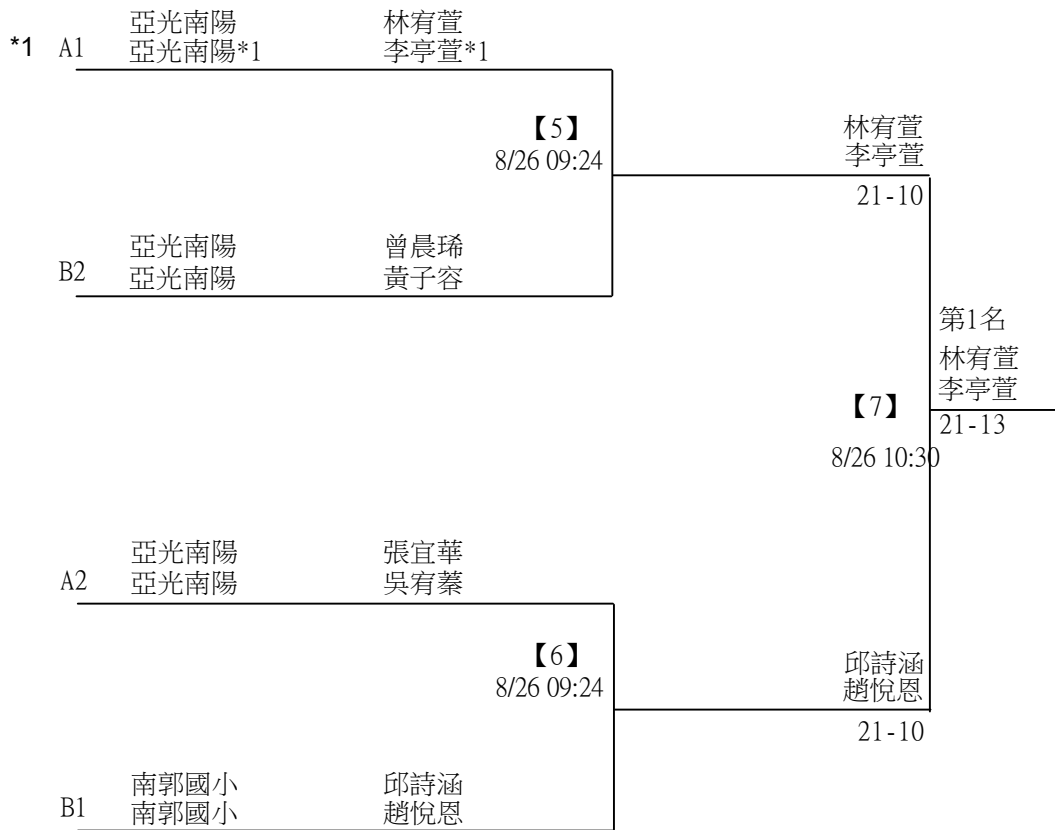 亞光南陽 林宥萱
*1 A1 亞光南陽*1 李亭萱*1
【5】
8/26 09:24
林宥萱
李亭萱
21-10
亞光南陽 曾晨琋
B2 亞光南陽 黃子容
第1名
林宥萱
李亭萱
【7】
21-13
8/26 10:30
亞光南陽 張宜華
A2 亞光南陽 吳宥蓁
【6】
8/26 09:24
邱詩涵
趙悅恩
21-10
南郭國小 邱詩涵
B1 南郭國小 趙悅恩